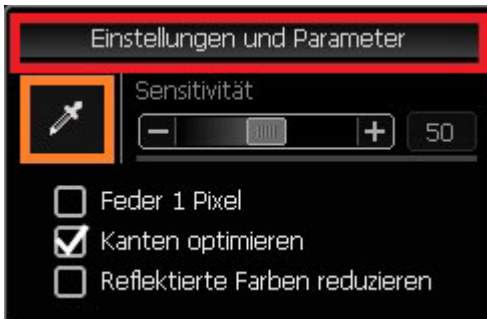 Einstellungen und Parameter
Sensitivität
50
Feder 1 Pixel
Kanten optimieren
Reflektierte Farben reduzieren